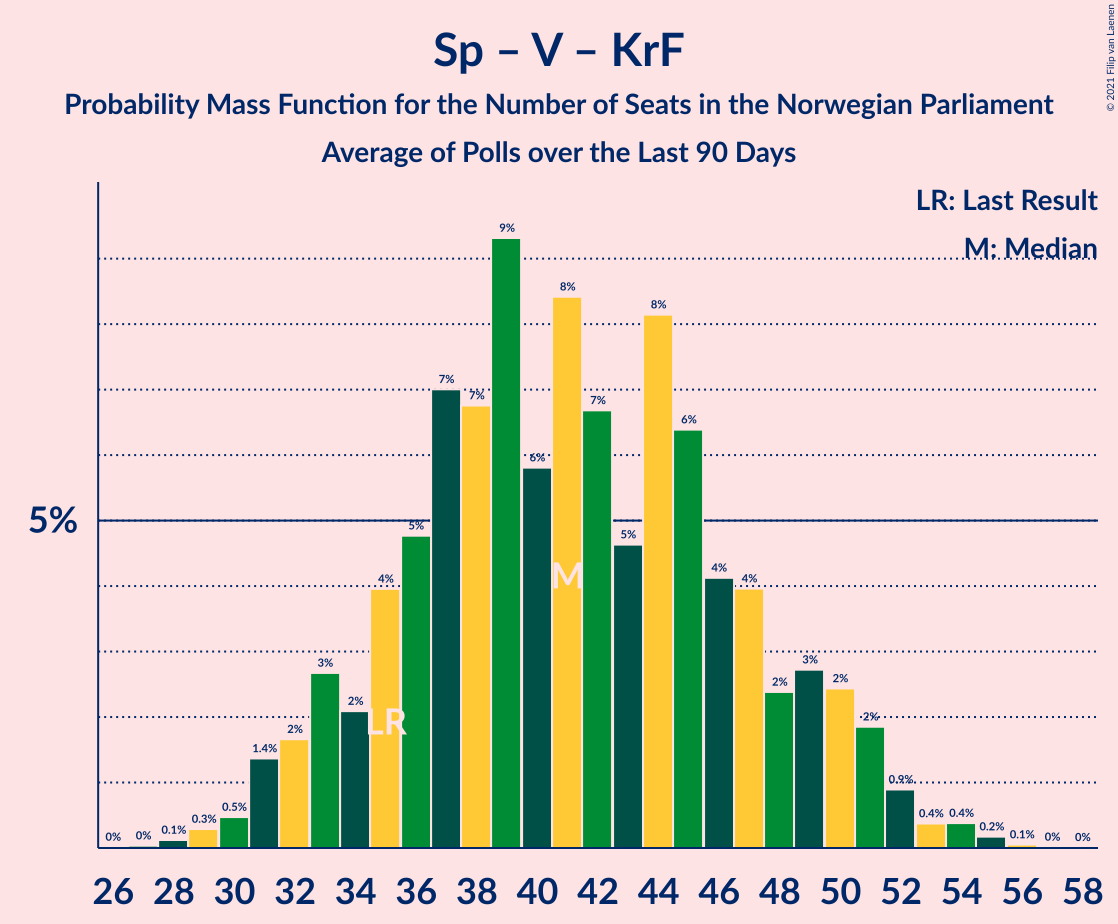 Sp – V – KrF
Probability Mass Function for the Number of Seats in the Norwegian Parliament
Average of Polls over the Last 90 Days
© 2021 Filip van Laenen
LR: Last Result
M: Median
5%
0% 0% 0.1% 0.3% 0.5% 1.4% 2% 3% 2% 4% 5% 7% 7% 9% 6% 8% 7% 5% 8% 6% 4% 4% 2% 3% 2% 2% 0.9% 0.4% 0.4% 0.2% 0.1% 0% 0%
LR
M
26 28 30 32 34 36 38 40 42 44 46 48 50 52 54 56 58